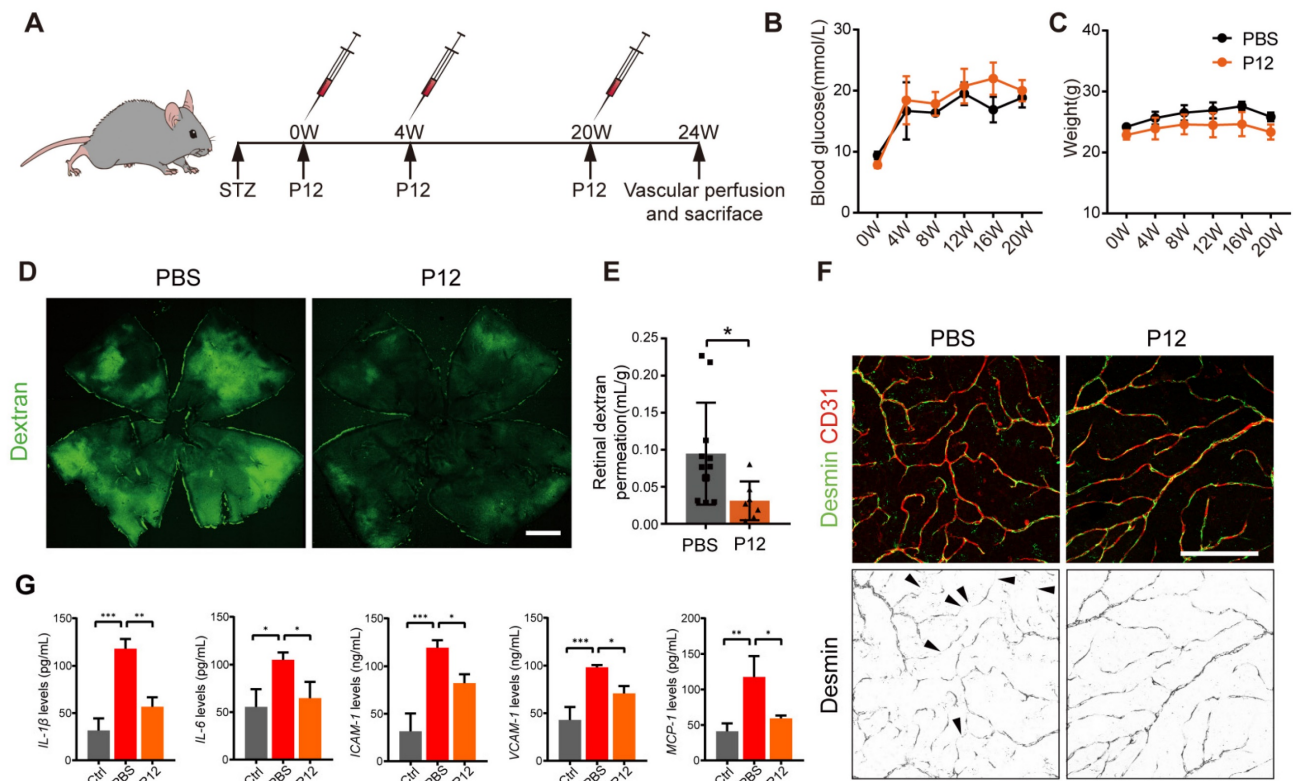 A
0W 4W 20W 24W
STZ P12 P12 P12 Vascular perfusion
and sacriface
B
Blood glucose(mmol/L)
30
20
10
0
0W 4W 8W 12W 16W 20W
C
PBS
P12
Weight(g)
40
30
20
10
0W 4W 8W 12W 16W 20W
D
PBS P12
Dextran
E
Retinal dextran
permeation(mL/g)
0.25
0.20
0.15
0.10
0.05
0.00
*
PBS P12
F
PBS P12
Desmin CD31
Desmin
G
IL-1β levels (pg/mL)
150
100
50
0
*** **
Ctrl PBS P12
IL-6 levels (pg/mL)
150
100
50
0
* *
Ctrl PBS P12
ICAM-1 levels (ng/mL)
150
100
50
0
*** *
Ctrl PBS P12
VCAM-1 levels (ng/mL)
150
100
50
0
*** *
Ctrl PBS P12
MCP-1 levels (pg/mL)
200
150
100
50
0
** *
Ctrl PBS P12